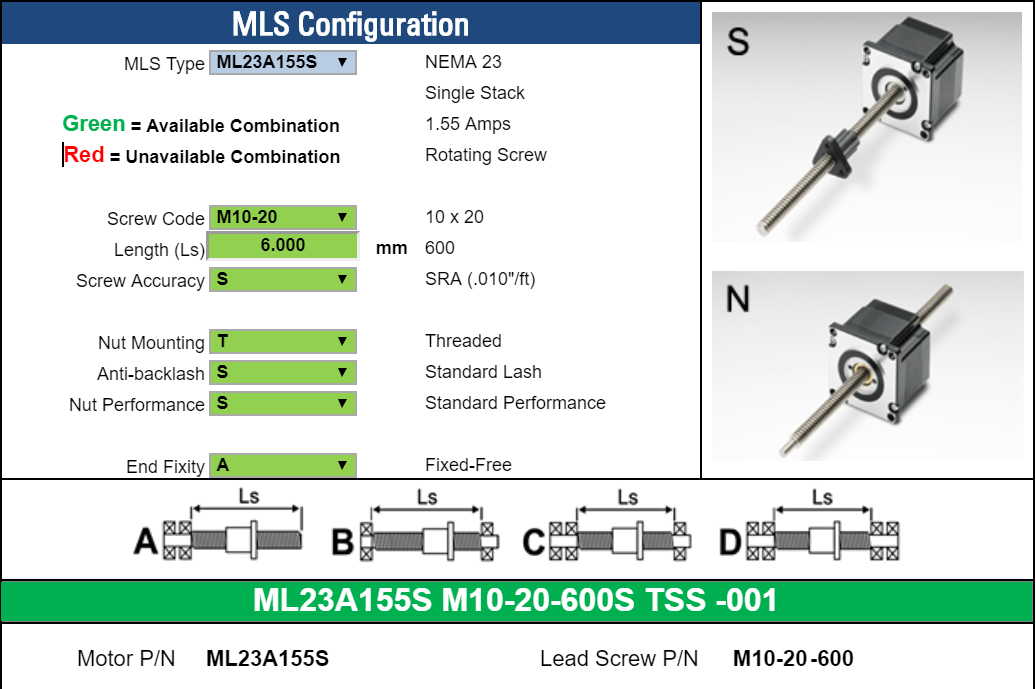 MLS Configuration
MLS Type ML23A155S ▼ NEMA 23
Single Stack
Green = Available Combination 1.55 Amps
Red = Unavailable Combination Rotating Screw
Screw Code M10-20 ▼ 10 x 20
Length (Ls) 6.000 mm 600
Screw Accuracy S ▼ SRA (.010"/ft)
Nut Mounting T ▼ Threaded
Anti-backlash S ▼ Standard Lash
Nut Performance S ▼ Standard Performance
End Fixity A ▼ Fixed-Free
S
N
Ls Ls Ls Ls
A B C D
ML23A155S M10-20-600S TSS -001
Motor P/N ML23A155S Lead Screw P/N M10-20-600